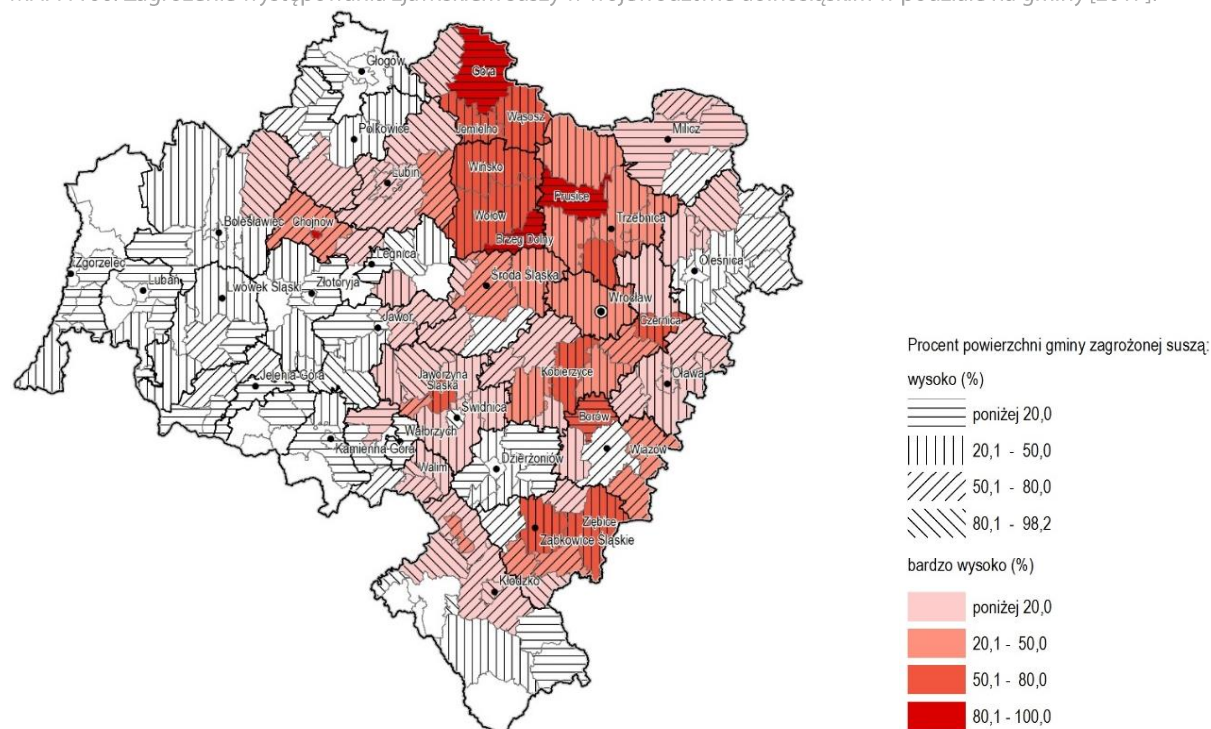 Głogów
Góra
Wąsosz
Jemielno
Polkowice
Milicz
Wińsko
Lubin
Prusice
Trzebnica
Wołów
Bolesławiec
Chojnów
Brzeg Dolny
Legnica
Oleśnica
Zgorzelec
Lubań
Środa Śląska
Złotoryja
Lwówek Śląski
Wrocław
Jawor
Czernica
Jaworzyna
Śląska
Kobierzyce
Jelenia Góra
Oława
Świdnica
Borów
Wałbrzych
Kamienna Góra
Wiązów
Walim
Dzierżoniów
Ziębice
Ząbkowice Śląskie
Kłodzko
Procent powierzchni gminy zagrożonej suszą:
wysoko (%)
poniżej 20,0
20,1 - 50,0
50,1 - 80,0
80,1 - 98,2
bardzo wysoko (%)
poniżej 20,0
20,1 - 50,0
50,1 - 80,0
80,1 - 100,0